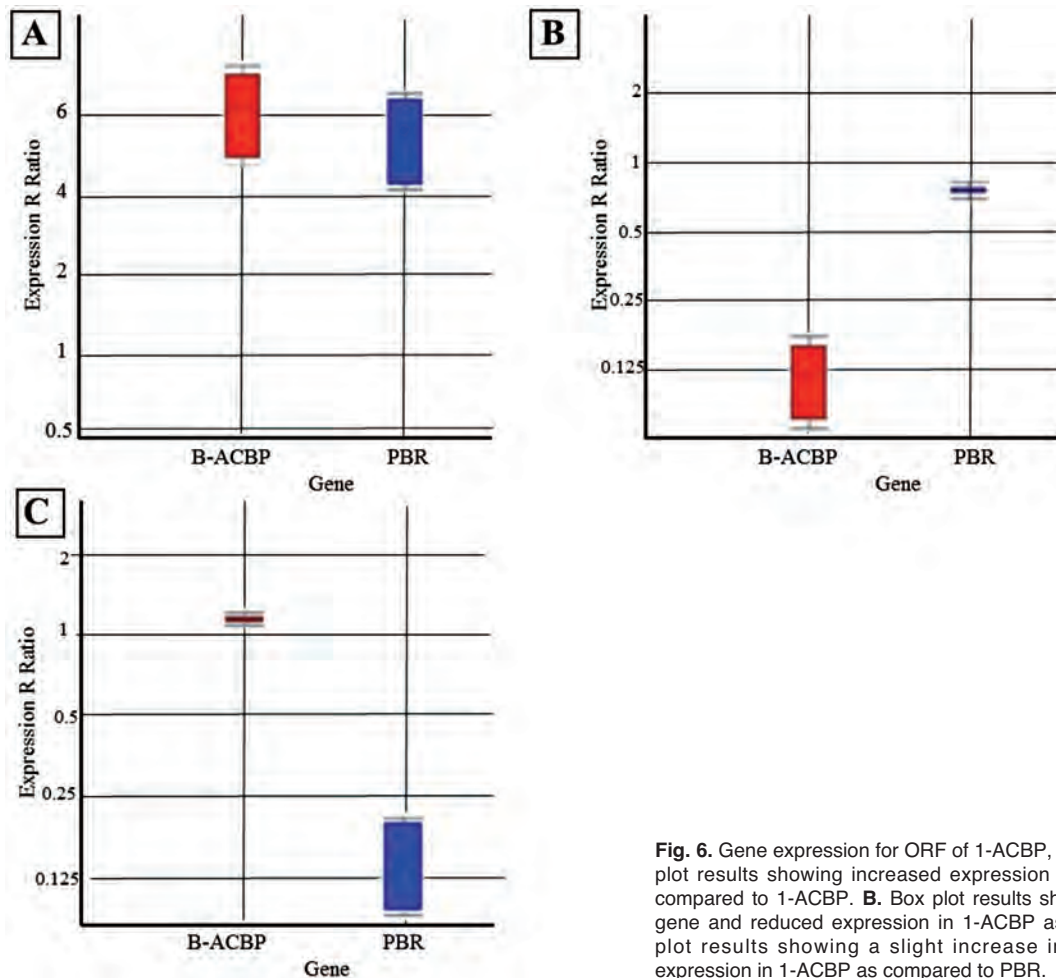 A
Expression R Ratio
6
4
2
1
0.5
B-ACBP PBR
Gene
B
Expression R Ratio
2
1
0.5
0.25
0.125
B-ACBP PBR
Gene
C
Expression R Ratio
2
1
0.5
0.25
0.125
B-ACBP PBR
Gene
Fig. 6. Gene expression for ORF of 1-ACBP,
plot results showing increased expression
compared to 1-ACBP. B. Box plot results
gene and reduced expression in 1-ACBP
plot results showing a slight increase
expression in 1-ACBP as compared to PBR.